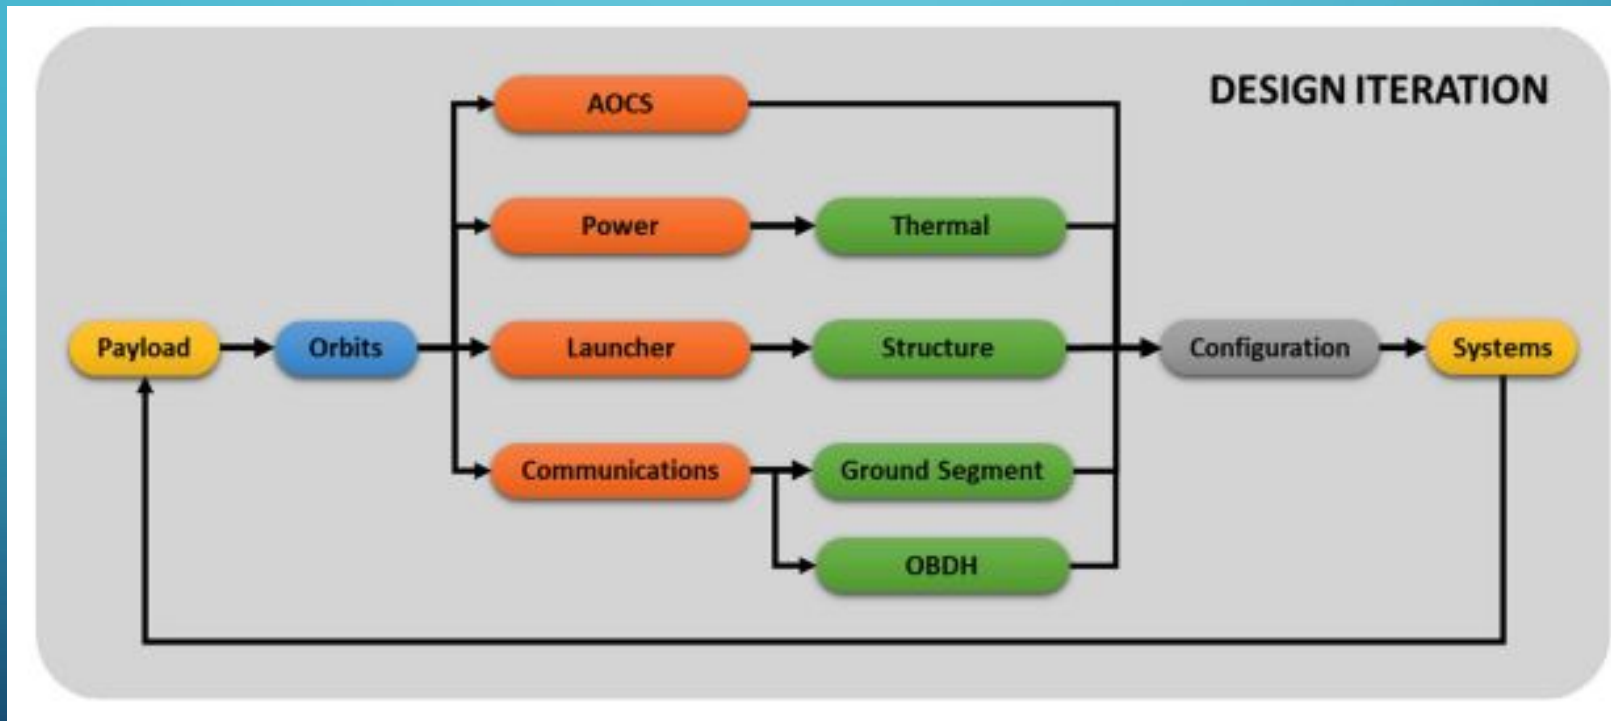 DESIGN ITERATION
AOCS
Power
Thermal
Payload
Orbits
Launcher
Structure
Configuration
Systems
Communications
Ground Segment
OBDH